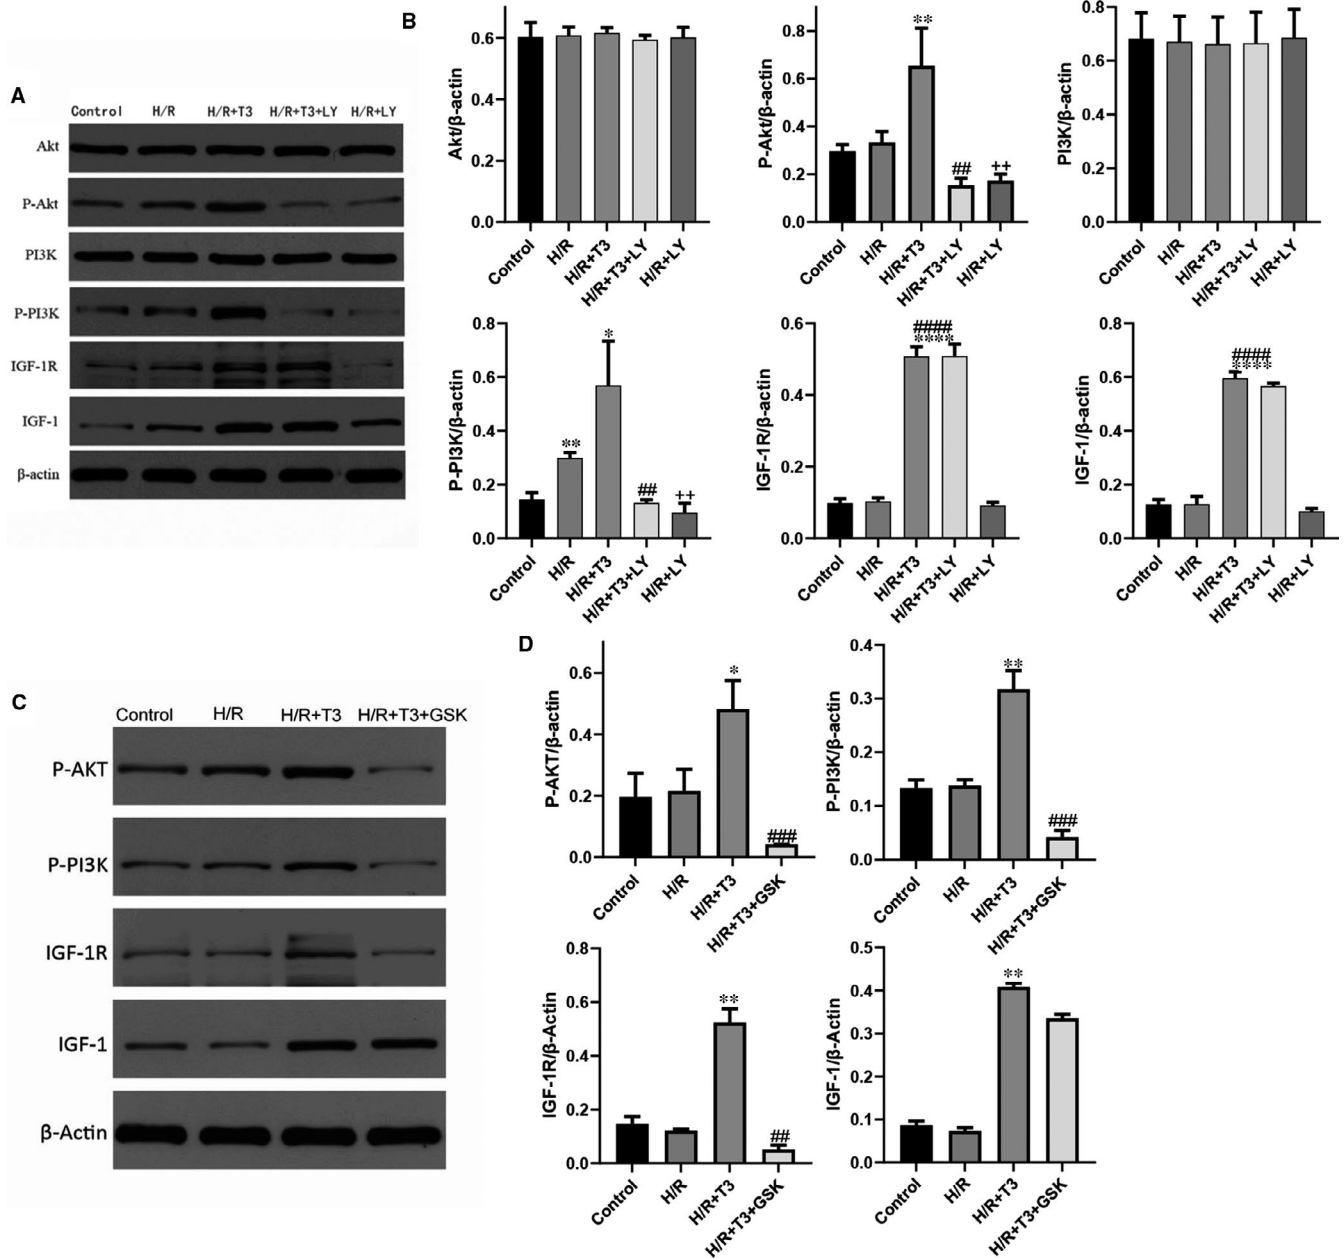 A
Control H/R H/R+T3 H/R+T3+LY H/R+LY
Akt
P-Akt
PI3K
P-PI3K
IGF-1R
IGF-1
β-actin
B
Akt/β-actin
0.6
0.4
0.2
0.0
Control H/R H/R+T3 H/R+T3+LY H/R+LY
P-Akt/β-actin
0.8
0.6
0.4
0.2
0.0
** ## ++
Control H/R H/R+T3 H/R+T3+LY H/R+LY
PI3K/β-actin
0.8
0.6
0.4
0.2
0.0
Control H/R H/R+T3 H/R+T3+LY H/R+LY
P-PI3K/β-actin
0.8
0.6
0.4
0.2
0.0
** * ## ++
Control H/R H/R+T3 H/R+T3+LY H/R+LY
IGF-1R/β-actin
0.6
0.4
0.2
0.0
####
****
Control H/R H/R+T3 H/R+T3+LY H/R+LY
IGF-1/β-actin
0.8
0.6
0.4
0.2
0.0
####
****
Control H/R H/R+T3 H/R+T3+LY H/R+LY
C
Control H/R H/R+T3 H/R+T3+GSK
P-AKT
P-PI3K
IGF-1R
IGF-1
β-Actin
D
P-AKT/β-actin
0.6
0.4
0.2
0.0
* ###
Control H/R H/R+T3 H/R+T3+GSK
P-PI3K/β-actin
0.4
0.3
0.2
0.1
0.0
** ###
Control H/R H/R+T3 H/R+T3+GSK
IGF-1R/β-Actin
0.8
0.6
0.4
0.2
0.0
** ##
Control H/R H/R+T3 H/R+T3+GSK
IGF-1/β-Actin
0.5
0.4
0.3
0.2
0.1
0.0
**
Control H/R H/R+T3 H/R+T3+GSK